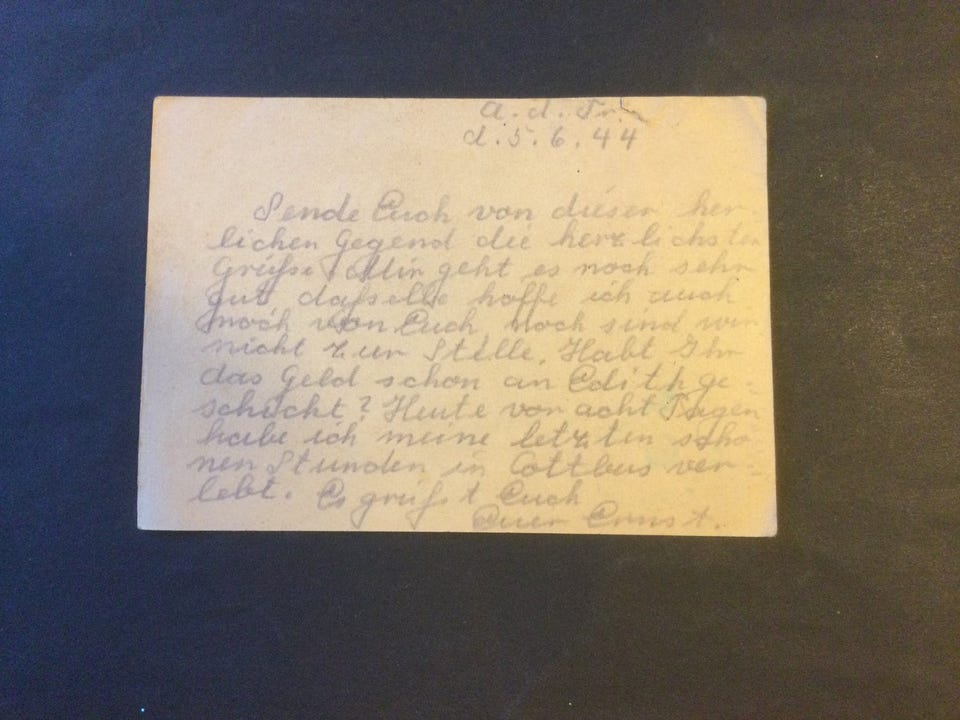 A. d. Fr.
d. 5. 6. 44
Sende Euch von dieser her-
lichen Gegend die herzlichsten
Grüße! Mir geht es noch sehr
gut daßselbe hoffe ich auch
noch von Euch, noch sind wir
nicht zur Stelle. Habt Ihr
das Geld schon an Edith ge-
schickt? Heute vor acht Tagen
habe ich meine letzten schö-
nen Stunden in Cottbus ver-
lebt. Es grüßt Euch
Euer Ernst.